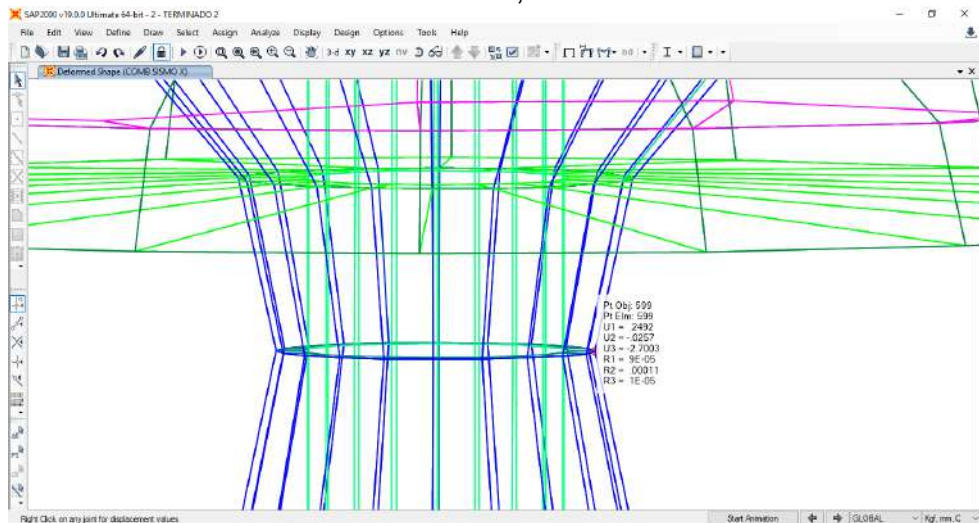 SAP2000 v19.0.0 Ultimate 64-bit - 2 - TERMINADO 2
File Edit View Define Draw Select Assign Analyze Display Design Options Tools Help
3-d xy xz yz nv
nd
Deformed Shape (COMB SISMO X)
Pt Obj: 599
Pt Elm: 599
U1 = .2492
U2 = -.0257
U3 = -2.7003
R1 = 9E-05
R2 = .00011
R3 = 1E-05
Right Click on any joint for displacement values
Start Animation
GLOBAL
Kgf, mm, C